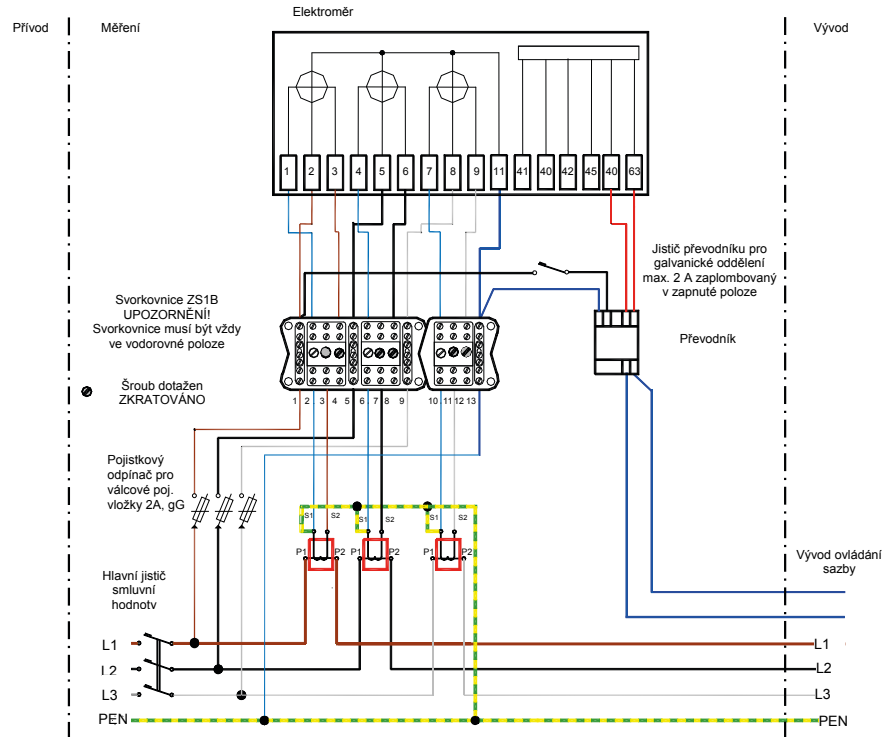 Elektroměr
Přívod
Měření
Vývod
1 2 3 4 5 6 7 8 9 11 41 40 42 45 40 63
Jistič převodníku pro
galvanické oddělení
max. 2 A zaplombovaný
v zapnuté poloze
Svorkovnice ZS1B
UPOZORNĚNÍ!
Svorkovnice musí být vždy
ve vodorovné poloze
Převodník
Šroub dotažen
ZKRATOVÁNO
1 2 3 4 5 6 7 8 9 10 11 12 13
Pojistkový
odpínač pro
válcové poj.
vložky 2A, gG
S1 S2 S1 S2 S1 S2
P1 P2 P1 P2 P1 P2
Vývod ovládání
sazby
Hlavní jistič
smluvní
hodnotv
L1 L1
L2 L2
L3 L3
PEN PEN